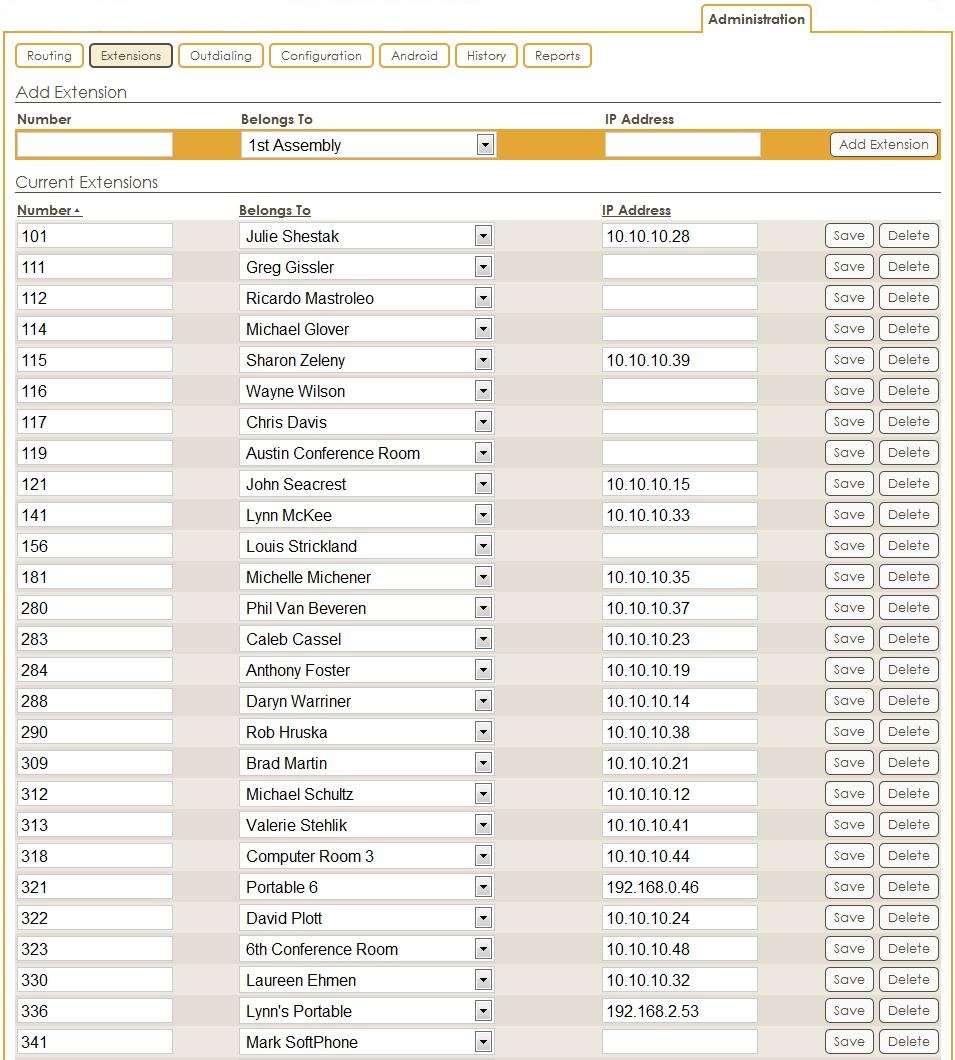 Administration
Routing Extensions Outdialing Configuration Android History Reports
Add Extension
Number Belongs To IP Address
1st Assembly Add Extension
Current Extensions
Number Belongs To IP Address
101 Julie Shestak 10.10.10.28 Save Delete
111 Greg Gissler Save Delete
112 Ricardo Mastroleo Save Delete
114 Michael Glover Save Delete
115 Sharon Zeleny 10.10.10.39 Save Delete
116 Wayne Wilson Save Delete
117 Chris Davis Save Delete
119 Austin Conference Room Save Delete
121 John Seacrest 10.10.10.15 Save Delete
141 Lynn McKee 10.10.10.33 Save Delete
156 Louis Strickland Save Delete
181 Michelle Michener 10.10.10.35 Save Delete
280 Phil Van Beveren 10.10.10.37 Save Delete
283 Caleb Cassel 10.10.10.23 Save Delete
284 Anthony Foster 10.10.10.19 Save Delete
288 Daryn Warriner 10.10.10.14 Save Delete
290 Rob Hruska 10.10.10.38 Save Delete
309 Brad Martin 10.10.10.21 Save Delete
312 Michael Schultz 10.10.10.12 Save Delete
313 Valerie Stehlik 10.10.10.41 Save Delete
318 Computer Room 3 10.10.10.44 Save Delete
321 Portable 6 192.168.0.46 Save Delete
322 David Plott 10.10.10.24 Save Delete
323 6th Conference Room 10.10.10.48 Save Delete
330 Laureen Ehmen 10.10.10.32 Save Delete
336 Lynn's Portable 192.168.2.53 Save Delete
341 Mark SoftPhone Save Delete